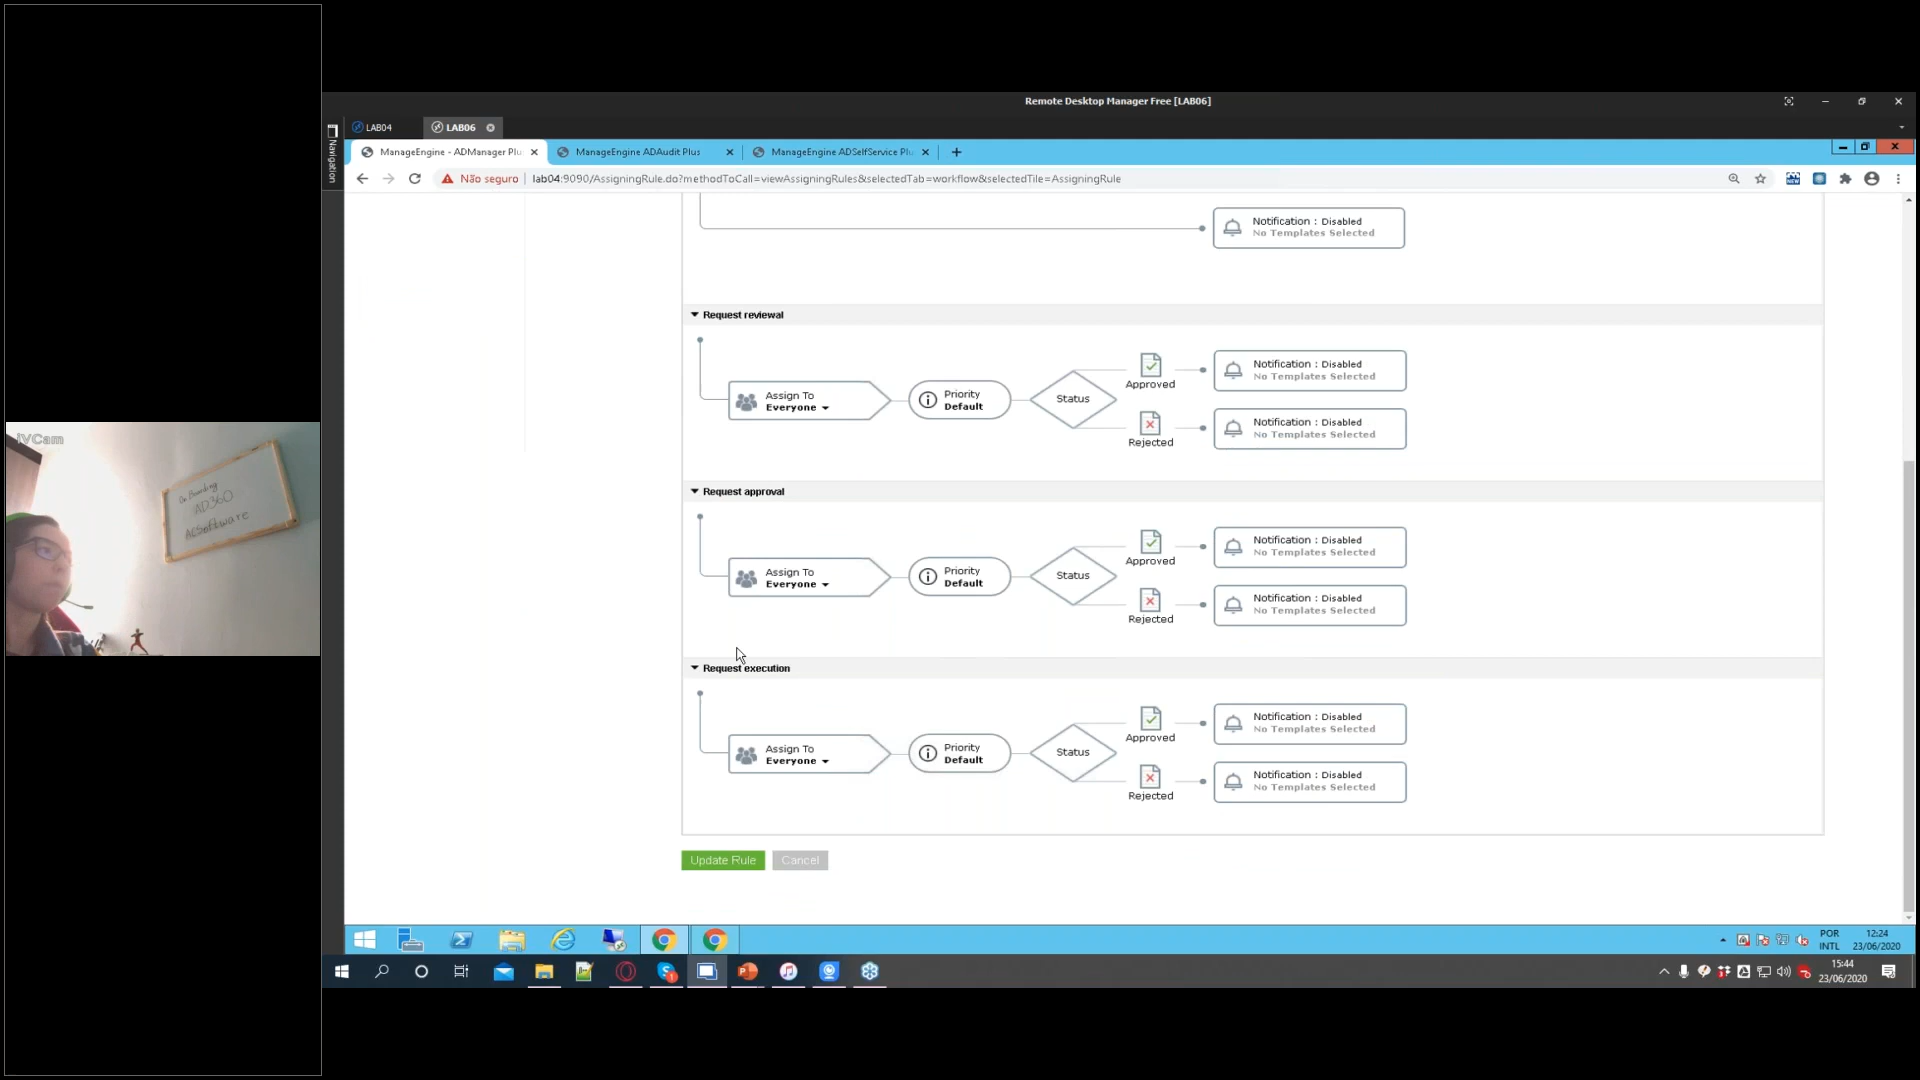 Remote Desktop Manager Free [LAB06]
LAB04
LAB06
Navigation
ManageEngine - ADManager Plu
ManageEngine ADAudit Plus
ManageEngine ADSelfService Plu
Não seguro
lab04:9090/AssigningRule.do?methodToCall=viewAssigningRules&selectedTab=workflow&selectedTile=AssigningRule
Notification : Disabled
No Templates Selected
Request reviewal
Assign To
Everyone
Priority
Default
Status
Approved
Notification : Disabled
No Templates Selected
Rejected
Notification : Disabled
No Templates Selected
Request approval
Assign To
Everyone
Priority
Default
Status
Approved
Notification : Disabled
No Templates Selected
Rejected
Notification : Disabled
No Templates Selected
Request execution
Assign To
Everyone
Priority
Default
Status
Approved
Notification : Disabled
No Templates Selected
Rejected
Notification : Disabled
No Templates Selected
Update Rule
Cancel
iVCam
On Boarding
AD360
ACSoftware
POR
INTL
12:24
23/06/2020
15:44
23/06/2020